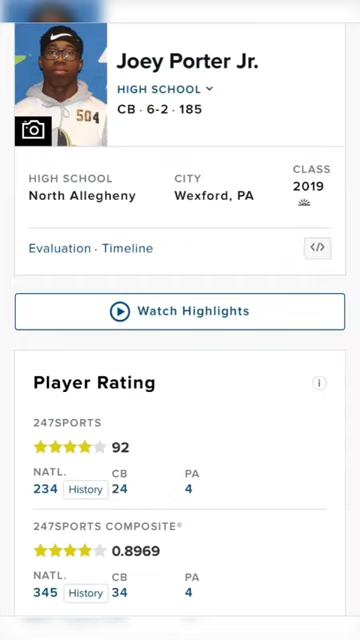 Joey Porter Jr.
HIGH SCHOOL
CB · 6-2 · 185
504
HIGH SCHOOL CITY CLASS
North Allegheny Wexford, PA 2019
Evaluation · Timeline </>
Watch Highlights
Player Rating i
247SPORTS
92
NATL. CB PA
234 History 24 4
247SPORTS COMPOSITE®
0.8969
NATL. CB PA
345 History 34 4